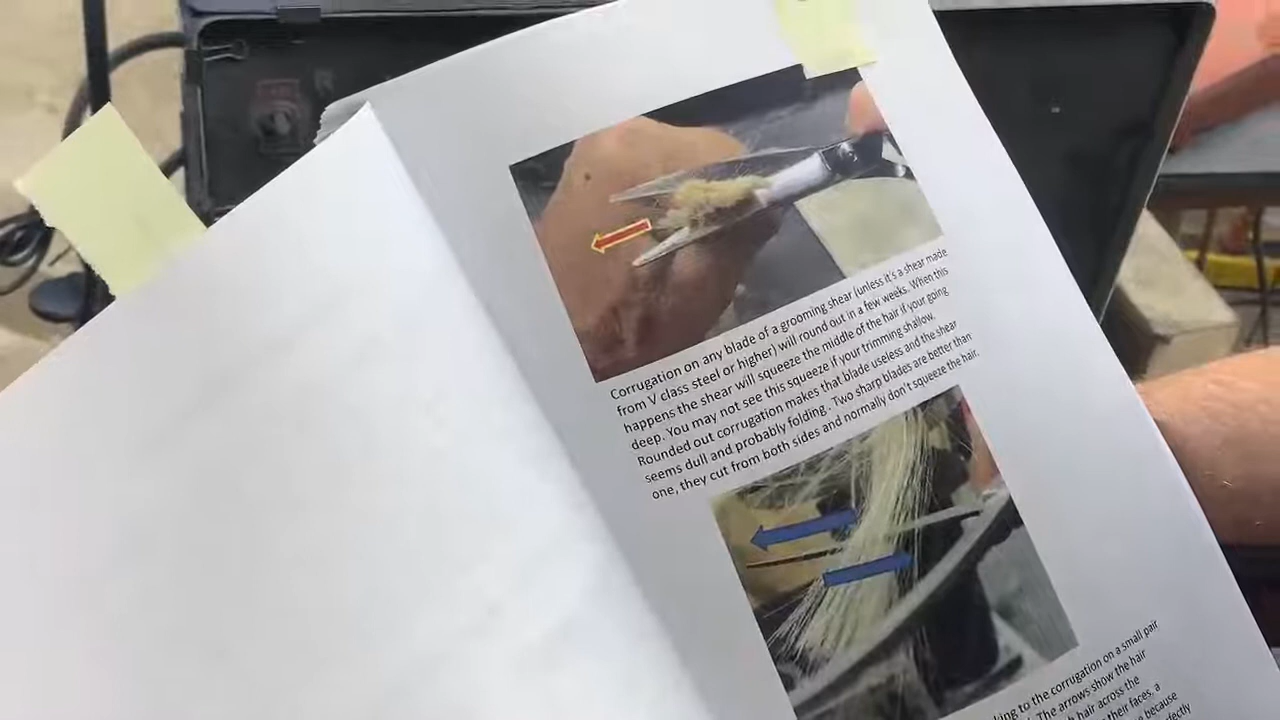 Corrugation on any blade of a grooming shear (unless it's a shear made
from V class steel or higher) will round out in a few weeks. When this
happens the shear will squeeze the middle of the hair if your going
deep. You may not see this squeeze if your trimming shallow.
Rounded out corrugation makes that blade useless and the shear
seems dull and probably folding. Two sharp blades are better than
one, they cut from both sides and normally don't squeeze the hair.
to the corrugation on a small pair
The arrows show the hair
hair across the
their faces, a
because